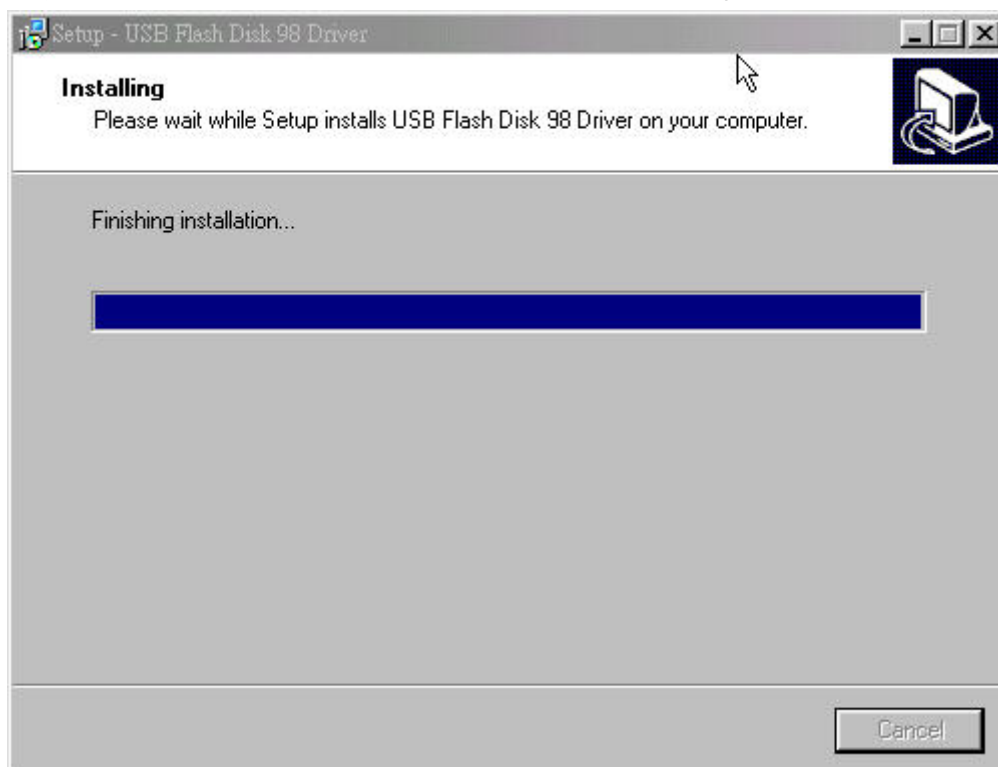 Setup - USB Flash Disk 98 Driver
Installing
Please wait while Setup installs USB Flash Disk 98 Driver on your computer.
Finishing installation...
Cancel